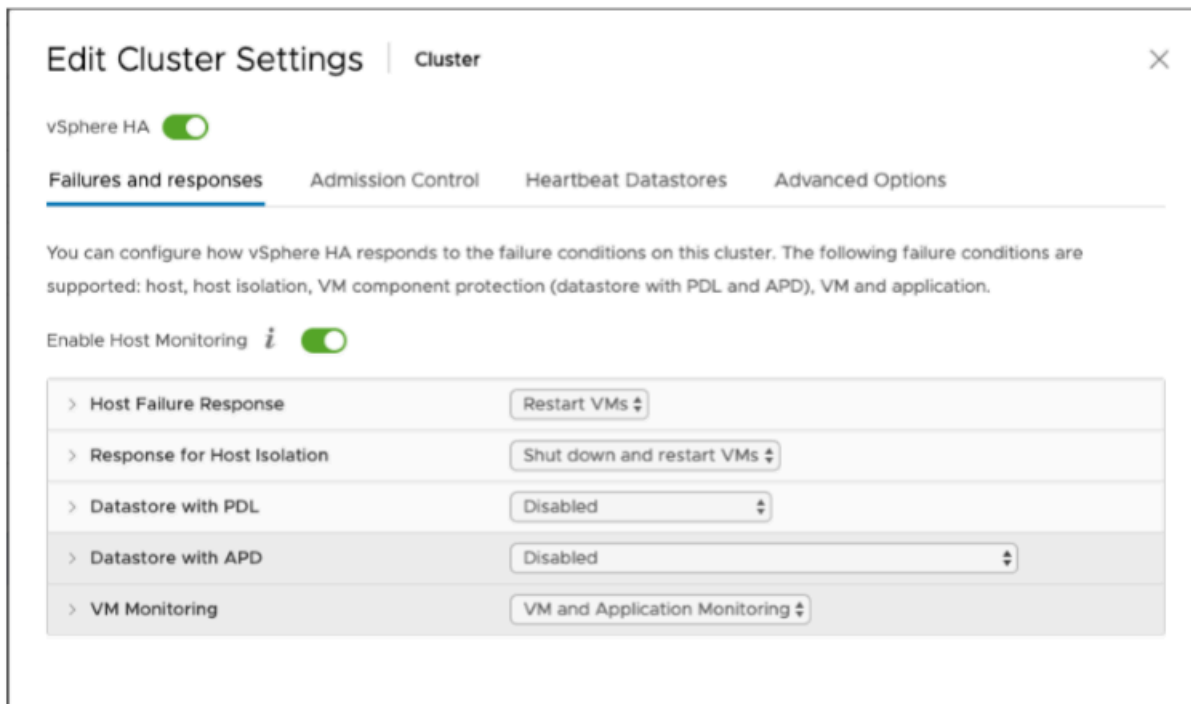 Edit Cluster Settings Cluster
vSphere HA
Failures and responses Admission Control Heartbeat Datastores Advanced Options
You can configure how vSphere HA responds to the failure conditions on this cluster. The following failure conditions are
supported: host, host isolation, VM component protection (datastore with PDL and APD), VM and application.
Enable Host Monitoring i
Host Failure Response Restart VMs
Response for Host Isolation Shut down and restart VMs
Datastore with PDL Disabled
Datastore with APD Disabled
VM Monitoring VM and Application Monitoring